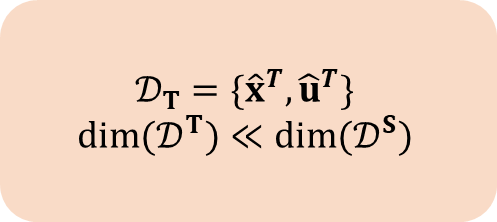 𝒟_𝐓 = {𝐱̂^𝑻, 𝐮̂^𝑻}
dim(𝒟^𝐓) ≪ dim(𝒟^𝐒)